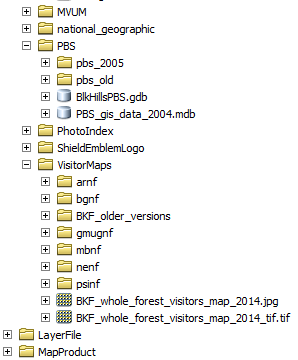 MVUM
national_geographic
PBS
pbs_2005
pbs_old
BlkHillsPBS.gdb
PBS_gis_data_2004.mdb
PhotoIndex
ShieldEmblemLogo
VisitorMaps
arnf
bgnf
BKF_older_versions
gmugnf
mbnf
nenf
psinf
BKF_whole_forest_visitors_map_2014.jpg
BKF_whole_forest_visitors_map_2014_tif.tif
LayerFile
MapProduct